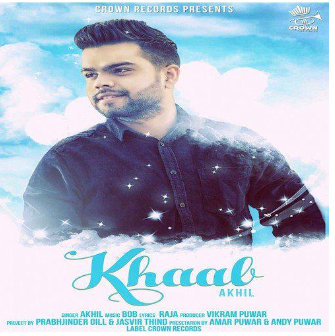 CROWN RECORDS PRESENTS
CROWN
Khaab
AKHIL
SINGER AKHIL MUSIC BOB LYRICS RAJA PRODUCER VIKRAM PUWAR
PROJECT BY PRABHJINDER GILL & JASVIR THIND PRESETATION BY AMAR PUWAR & ANDY PUWAR
LABEL CROWN RECORDS